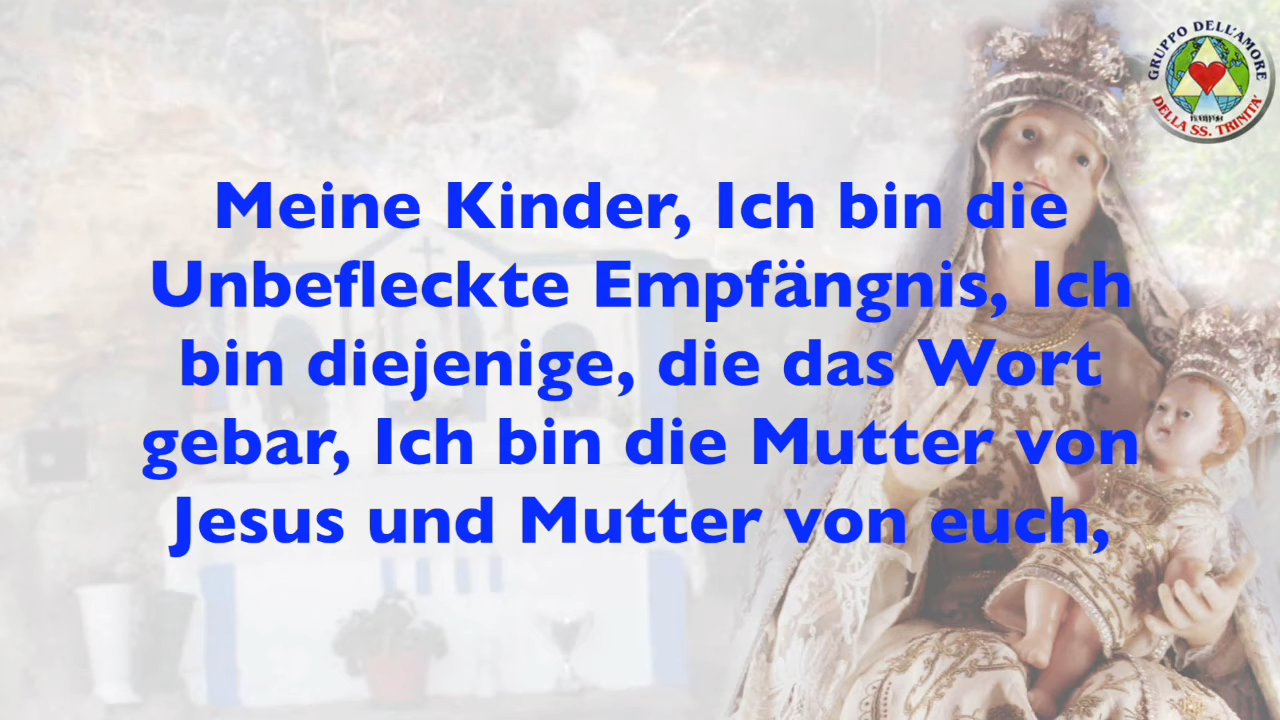 GRUPPO DELL'AMORE
DELLA SS. TRINITA'
Meine Kinder, Ich bin die
Unbefleckte Empfängnis, Ich
bin diejenige, die das Wort
gebar, Ich bin die Mutter von
Jesus und Mutter von euch,